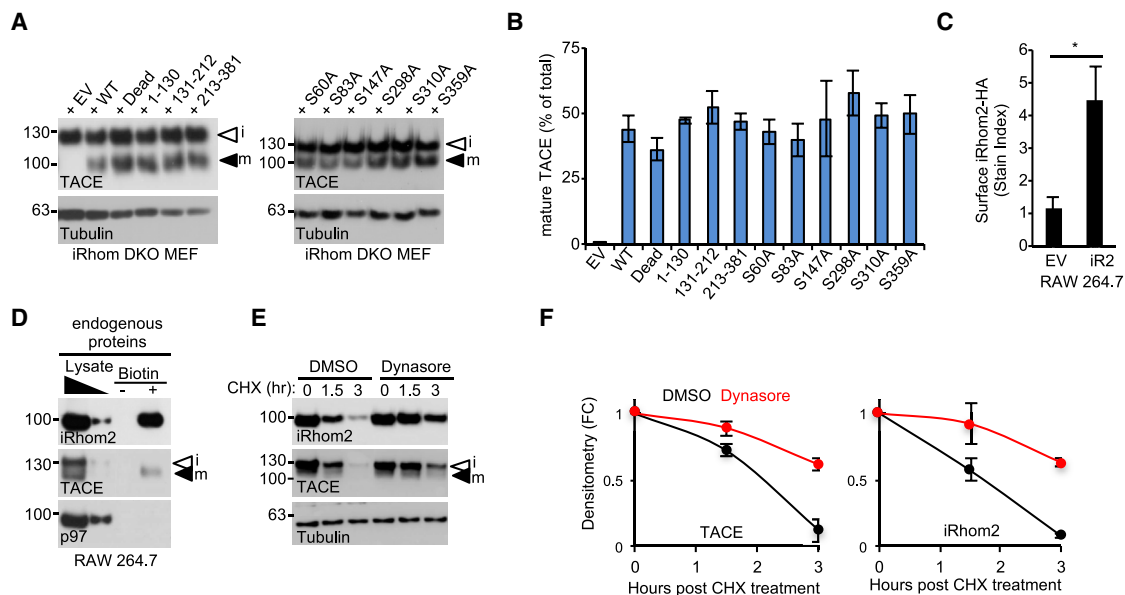 A
+ EV
+ WT
+ Dead
+ 1-130
+ 131-212
+ 213-381
130
100
i
m
TACE
63
Tubulin
iRhom DKO MEF
+ S60A
+ S83A
+ S147A
+ S298A
+ S310A
+ S359A
130
100
i
m
TACE
63
Tubulin
iRhom DKO MEF
B
mature TACE (% of total)
75
50
25
0
EV
WT
Dead
1-130
131-212
213-381
S60A
S83A
S147A
S298A
S310A
S359A
C
Surface iRhom2-HA
(Stain Index)
6
5
4
3
2
1
0
*
EV iR2
RAW 264.7
D
endogenous
proteins
Lysate Biotin
- +
100
iRhom2
130
100
i
m
TACE
100
p97
RAW 264.7
E
DMSO Dynasore
CHX (hr): 0 1.5 3 0 1.5 3
100
iRhom2
130
100
i
m
TACE
63
Tubulin
F
Densitometry (FC)
DMSO Dynasore
1
0.5
0
TACE
0 1 2 3
Hours post CHX treatment
1
0.5
0
iRhom2
0 1 2 3
Hours post CHX treatment